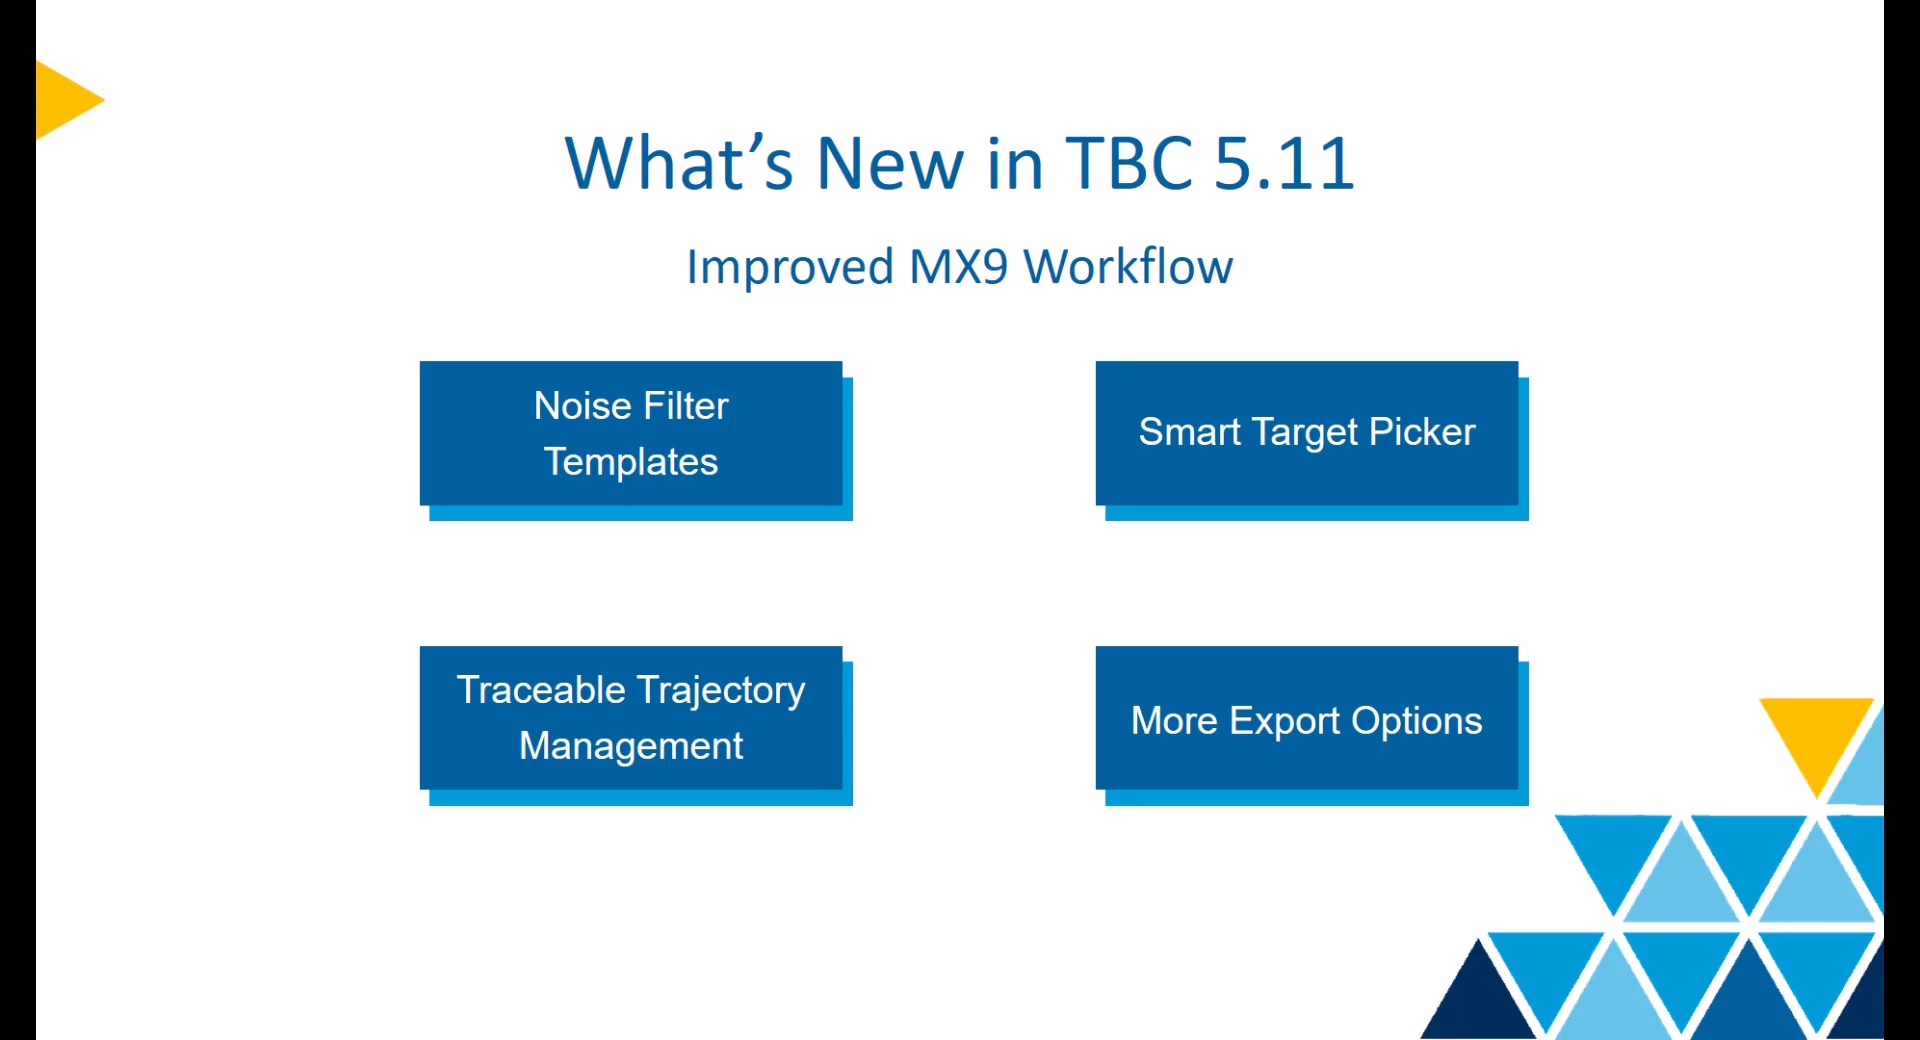 What’s New in TBC 5.11
Improved MX9 Workflow
Noise Filter
Templates
Smart Target Picker
Traceable Trajectory
Management
More Export Options